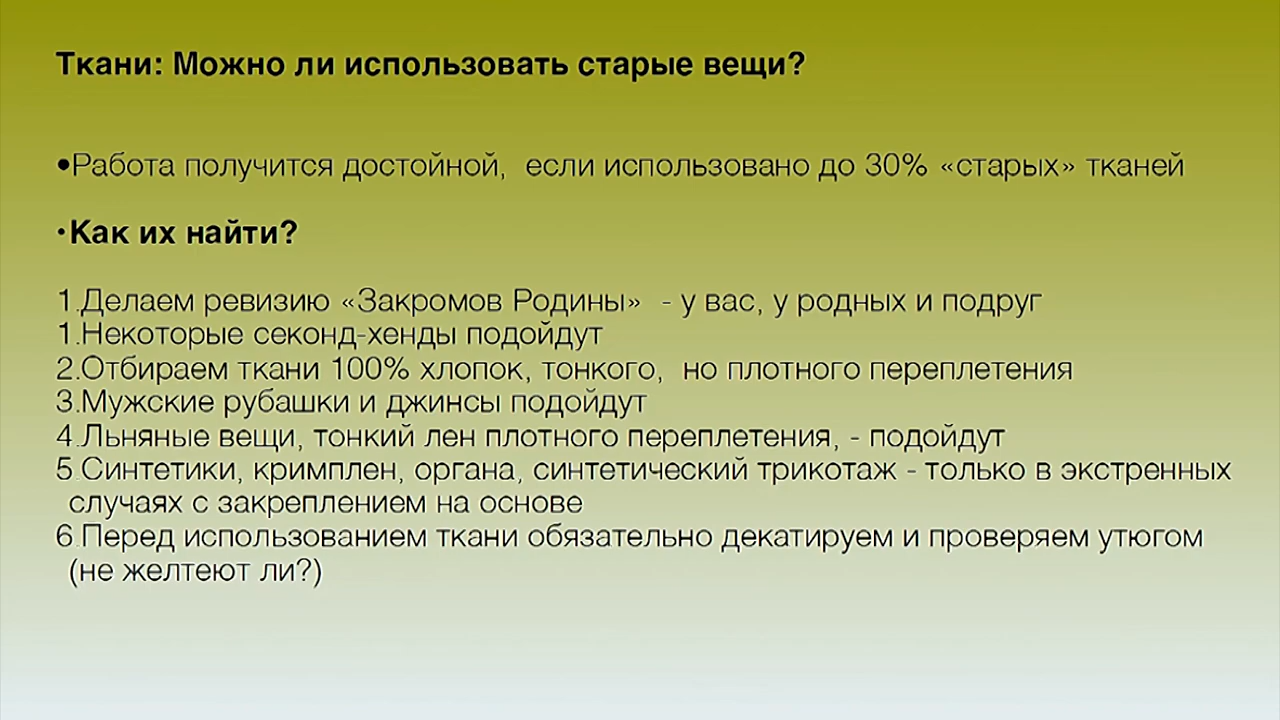 Ткани: Можно ли использовать старые вещи?
•Работа получится достойной, если использовано до 30% «старых» тканей
•Как их найти?
1.Делаем ревизию «Закромов Родины» - у вас, у родных и подруг
1.Некоторые секонд-хенды подойдут
2.Отбираем ткани 100% хлопок, тонкого, но плотного переплетения
3.Мужские рубашки и джинсы подойдут
4.Льняные вещи, тонкий лен плотного переплетения, - подойдут
5.Синтетики, кримплен, органа, синтетический трикотаж - только в экстренных
случаях с закреплением на основе
6.Перед использованием ткани обязательно декатируем и проверяем утюгом
(не желтеют ли?)